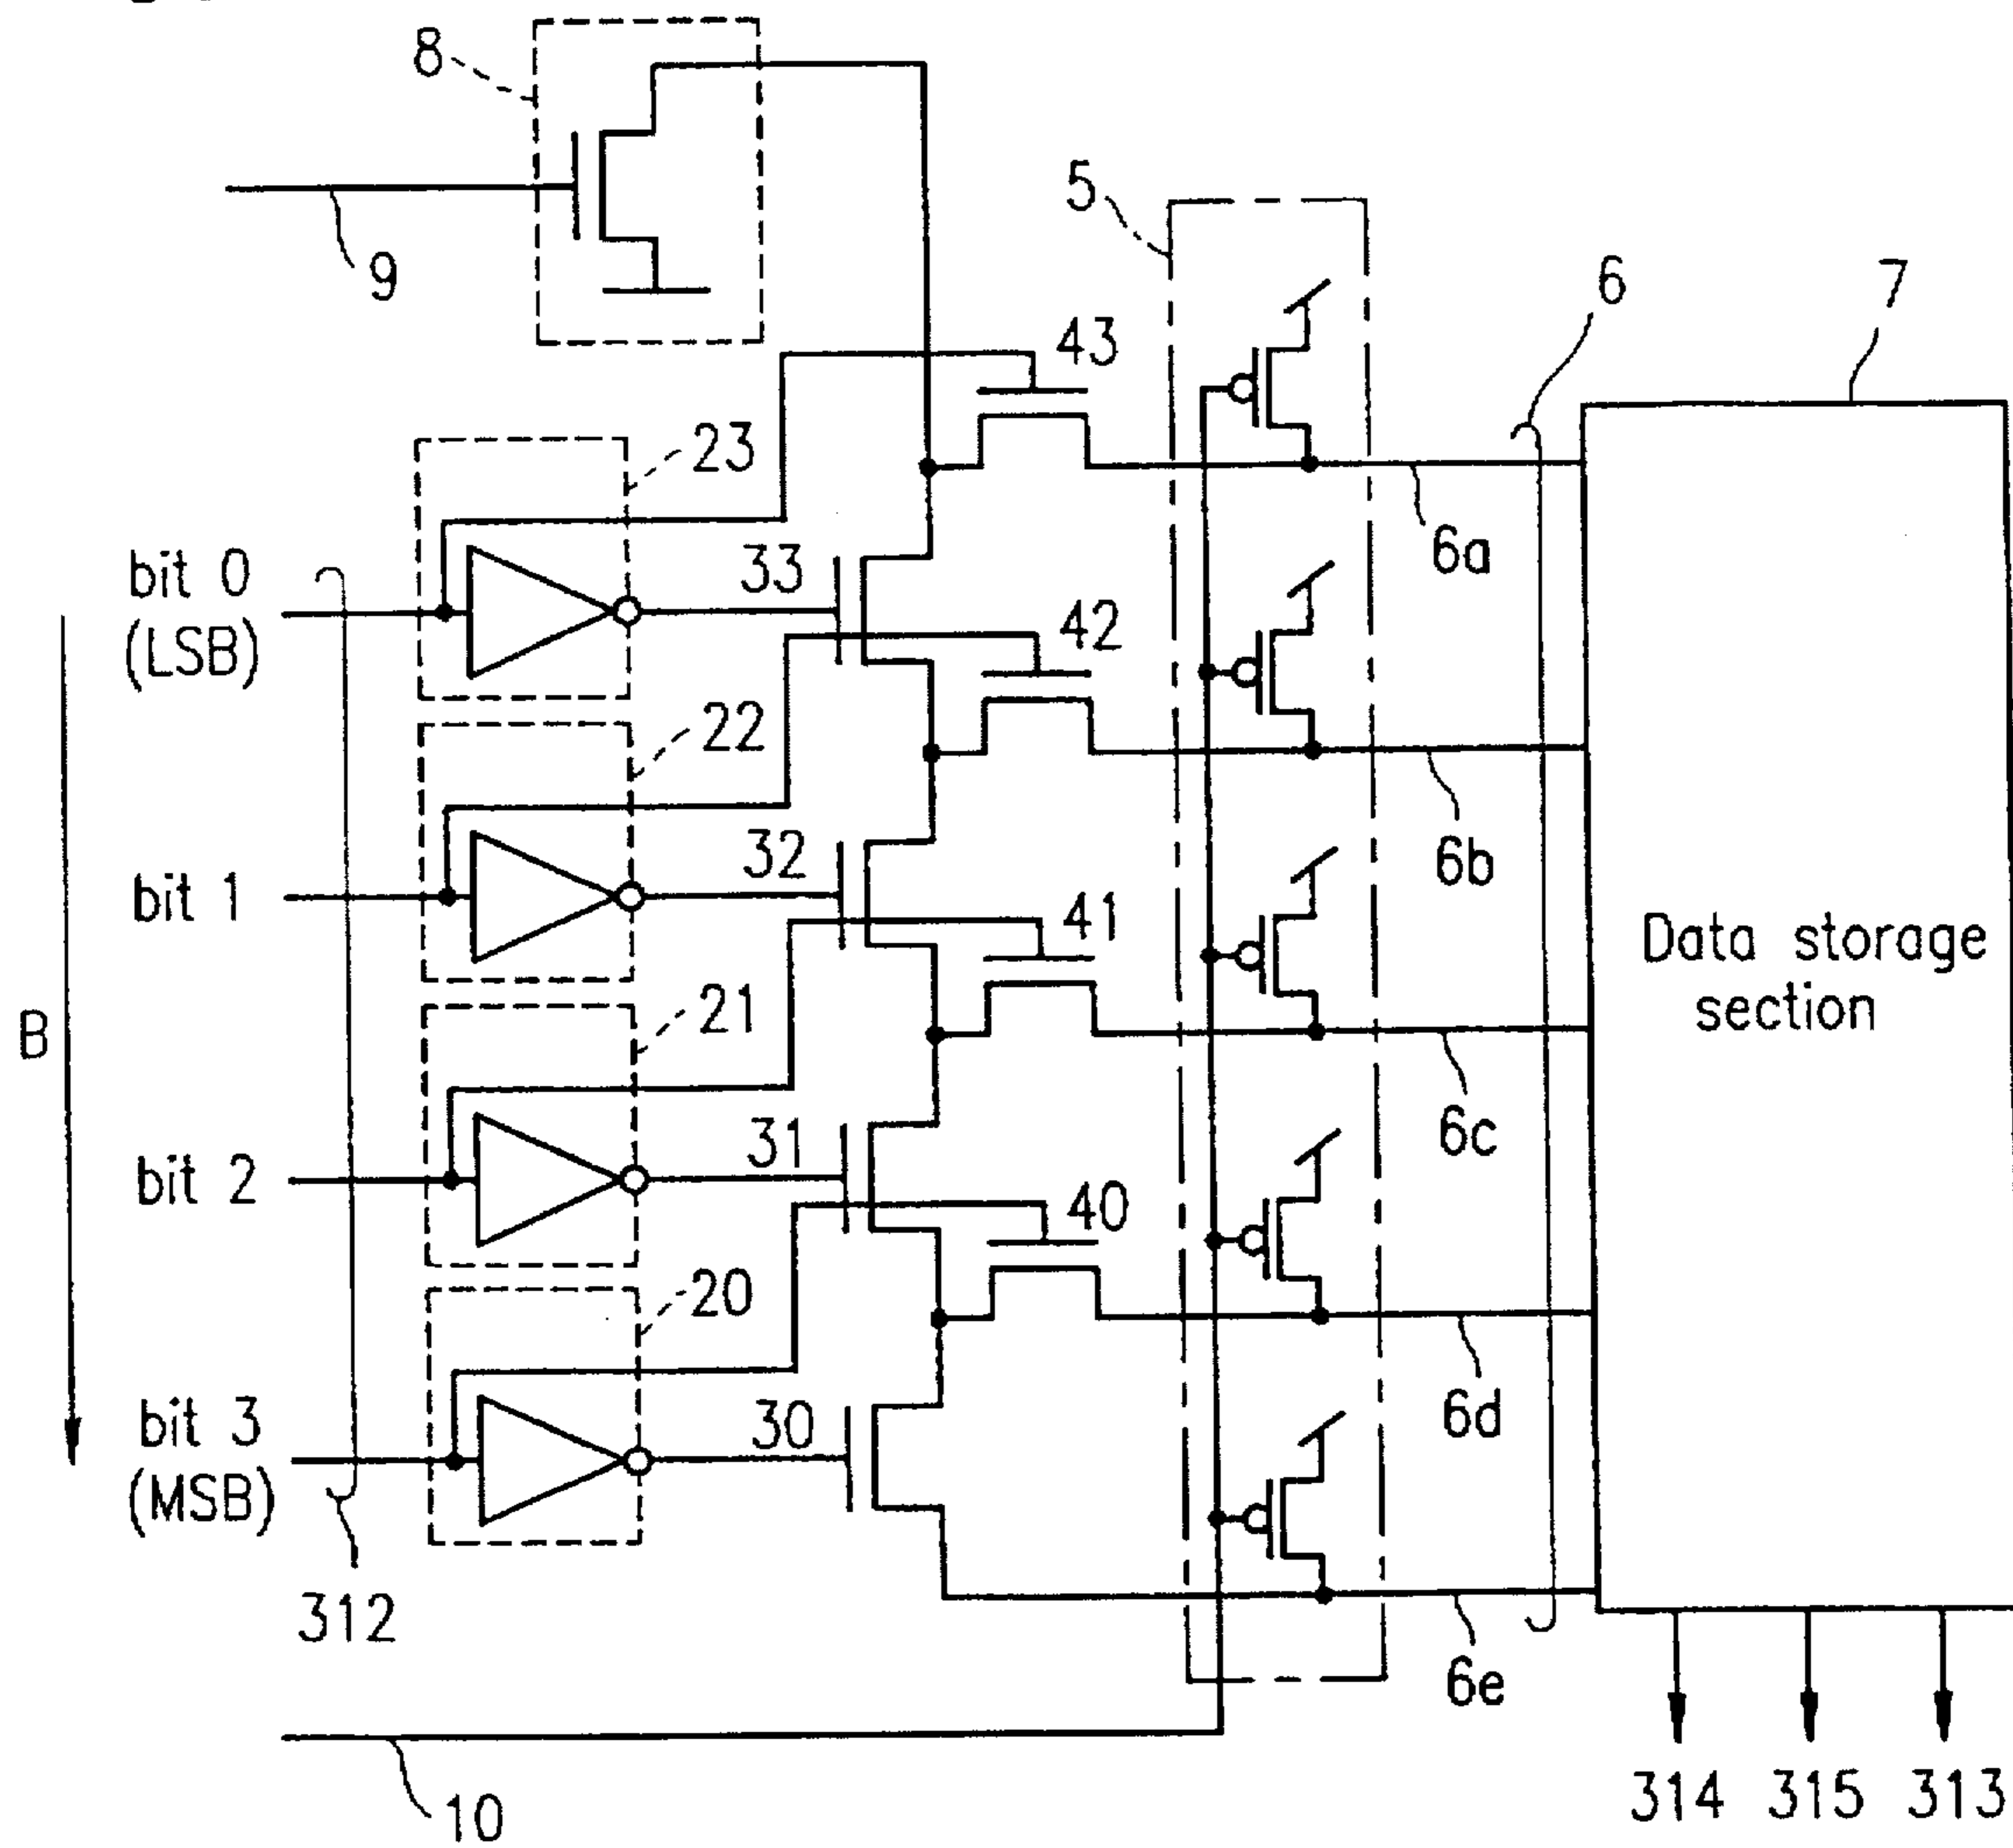 8
9
5
6
7
43
23
6a
bit 0
(LSB)
33
42
22
6b
bit 1
32
41
Data storage
section
B
21
6c
bit 2
31
40
20
6d
bit 3
(MSB)
30
312
6e
10
314 315 313